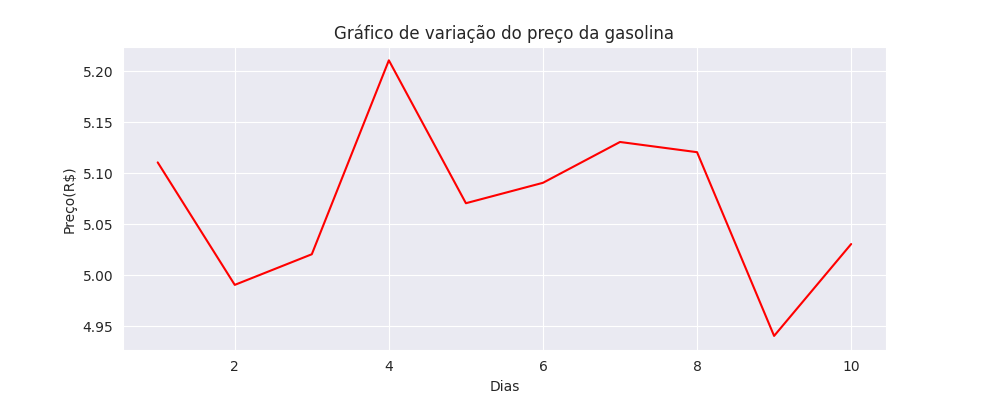 Gráfico de variação do preço da gasolina
5.20
5.15
5.10
5.05
5.00
4.95
Preço(R$)
2 4 6 8 10
Dias